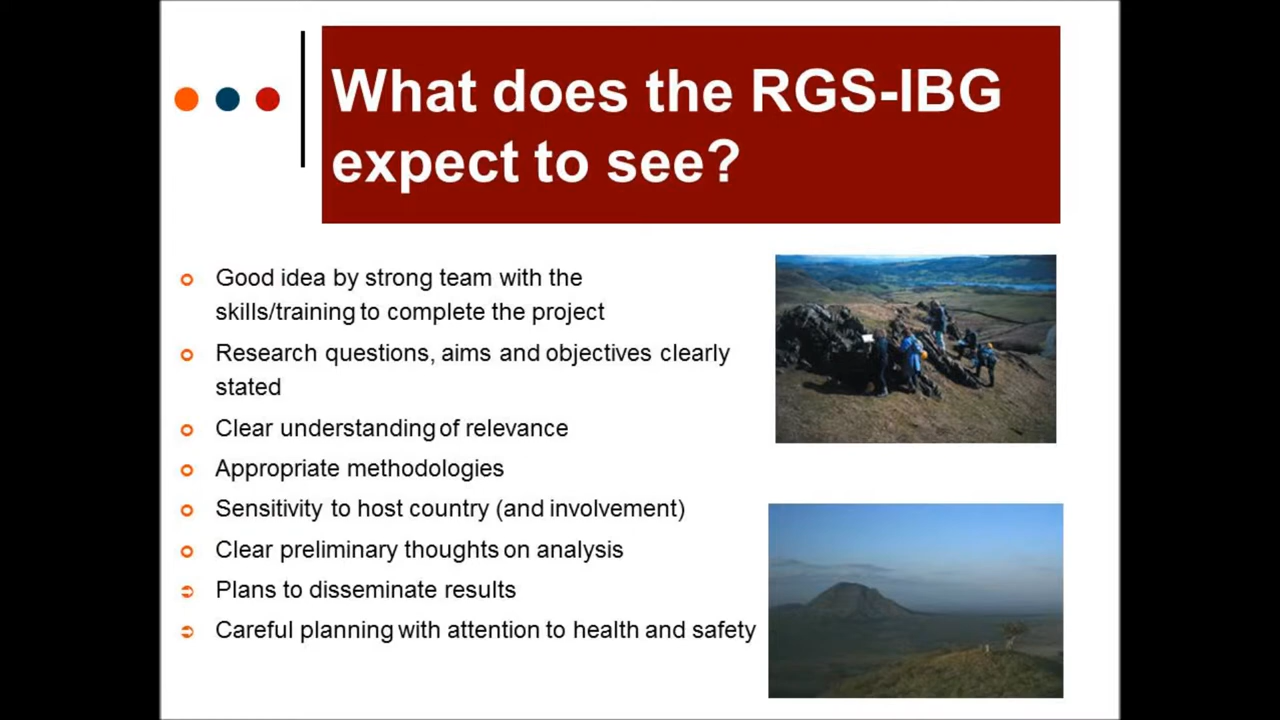 What does the RGS-IBG
expect to see?
Good idea by strong team with the
skills/training to complete the project
Research questions, aims and objectives clearly
stated
Clear understanding of relevance
Appropriate methodologies
Sensitivity to host country (and involvement)
Clear preliminary thoughts on analysis
Plans to disseminate results
Careful planning with attention to health and safety